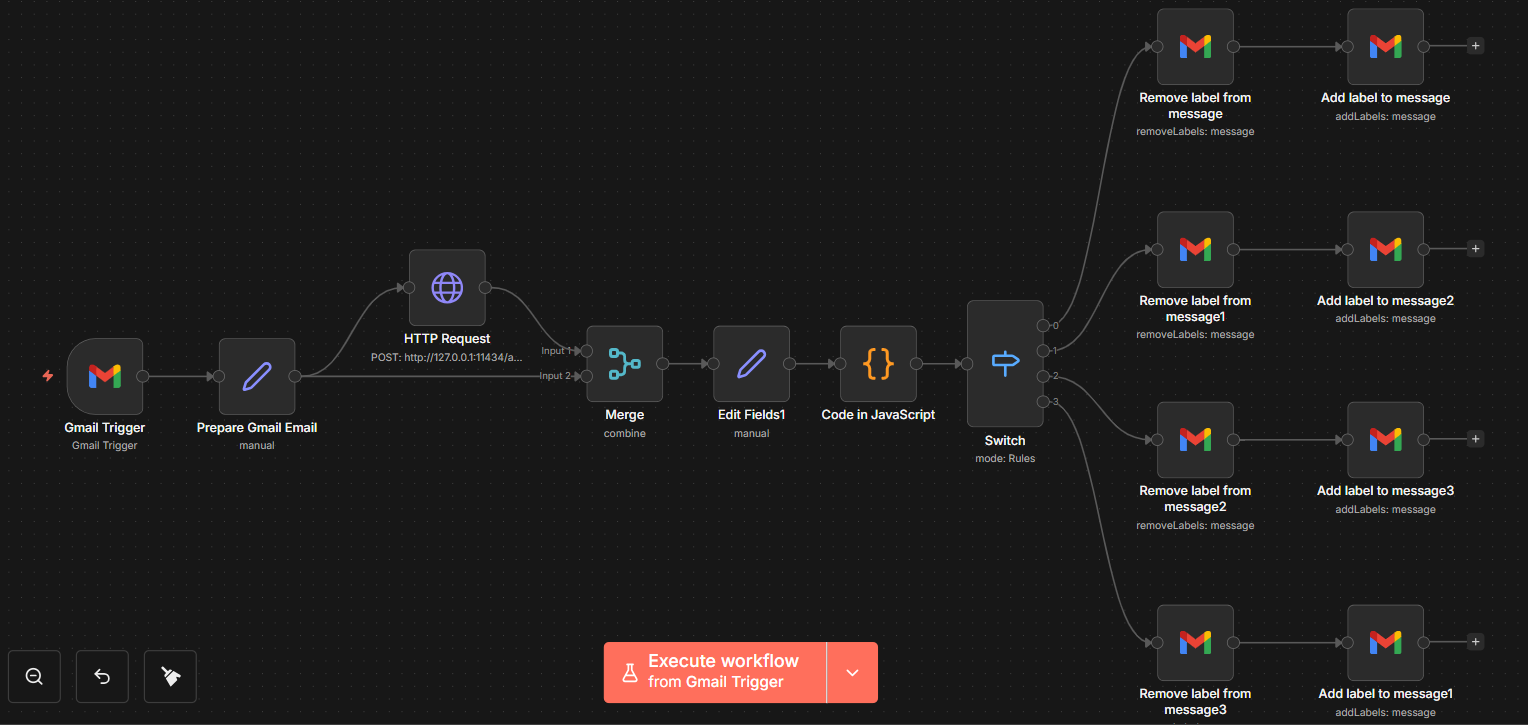 Remove label from
message
removeLabels: message
Add label to message
addLabels: message
Remove label from
message1
removeLabels: message
Add label to message2
addLabels: message
HTTP Request
POST: http://127.0.0.1:11434/a...
Gmail Trigger
Gmail Trigger
Prepare Gmail Email
manual
Input 1
Input 2
Merge
combine
Edit Fields1
manual
Code in JavaScript
0
1
2
3
Switch
mode: Rules
Remove label from
message2
removeLabels: message
Add label to message3
addLabels: message
Remove label from
message3
Add label to message1
addLabels: message
Execute workflow
from Gmail Trigger